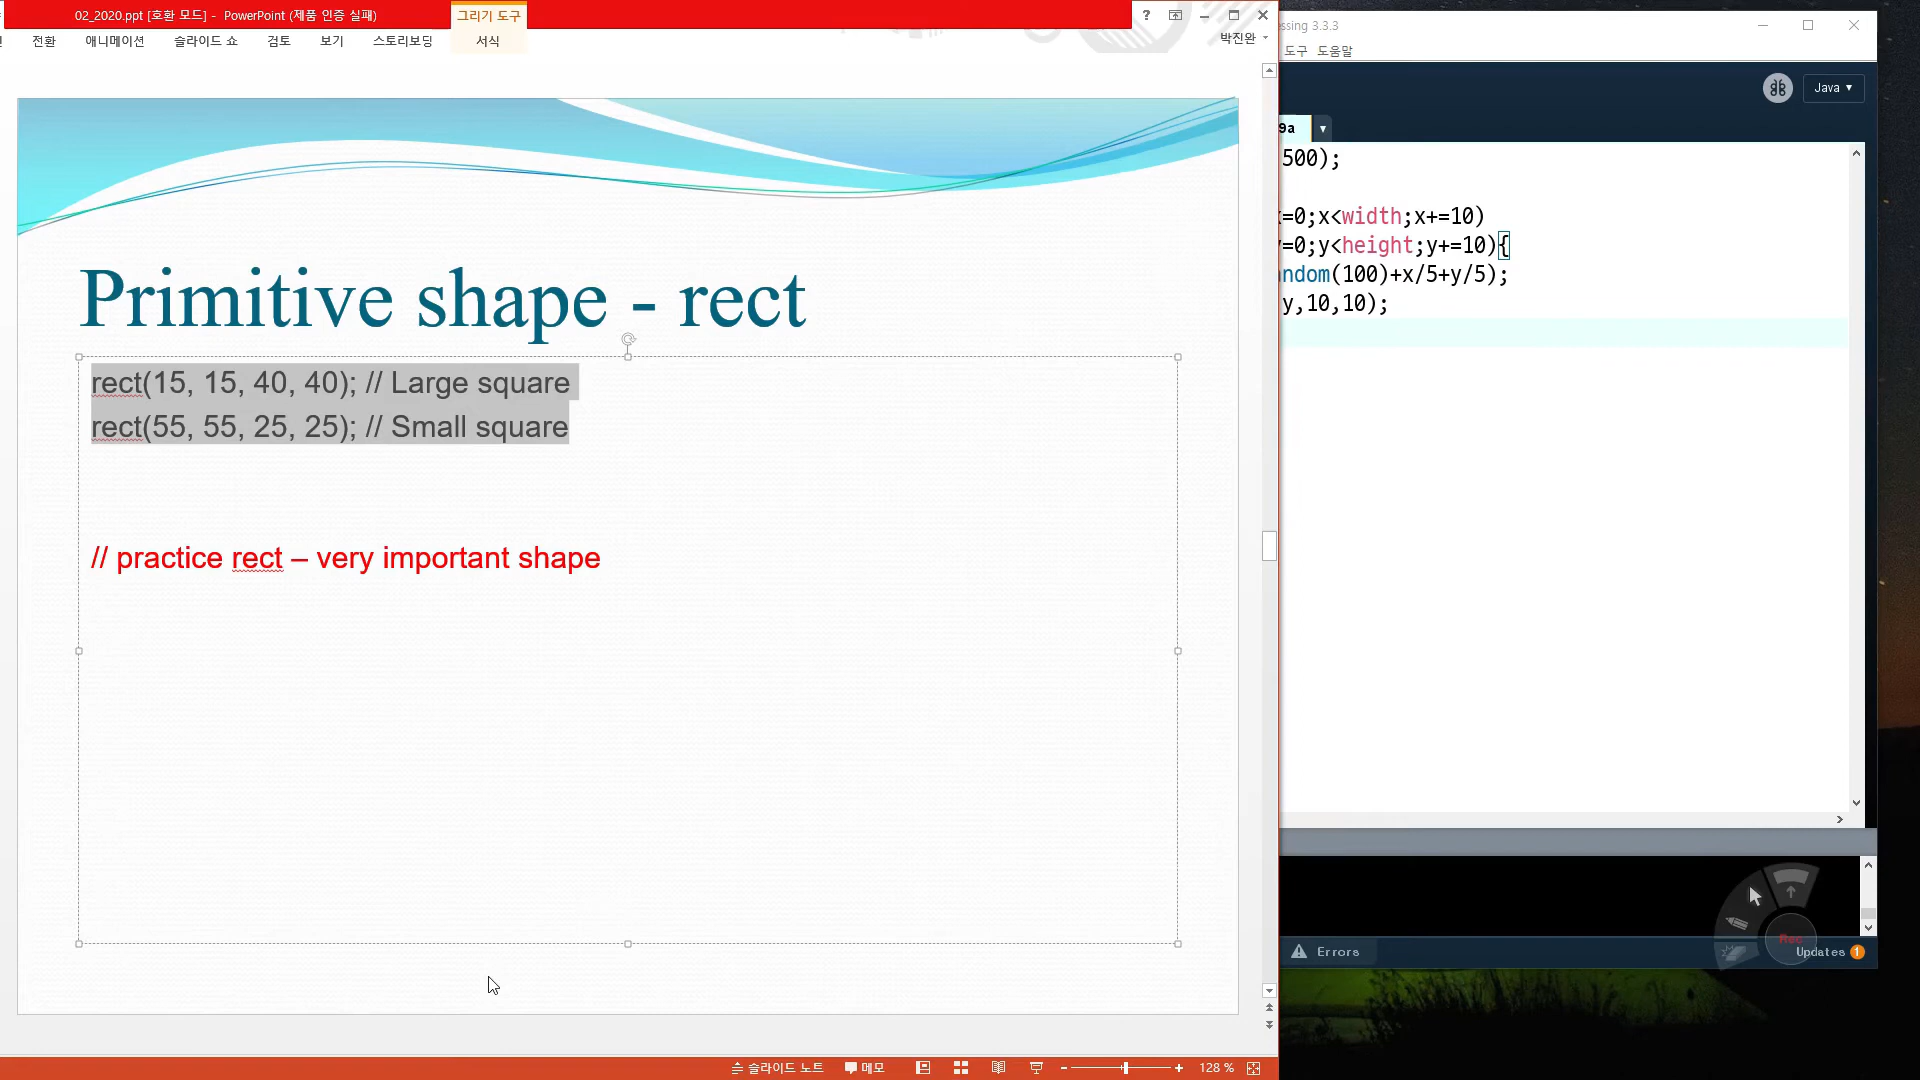 02_2020.ppt [호환 모드] - PowerPoint (제품 인증 실패)
그리기 도구
?
전환 애니메이션 슬라이드 쇼 검토 보기 스토리보딩 서식
박진완
Primitive shape - rect
rect(15, 15, 40, 40); // Large square
rect(55, 55, 25, 25); // Small square
// practice rect – very important shape
슬라이드 노트 메모 128 %
ssing 3.3.3
도구 도움말
Java
9a
500);
=0;x<width;x+=10)
=0;y<height;y+=10){
ndom(100)+x/5+y/5);
y,10,10);
Rec
Errors Updates 1